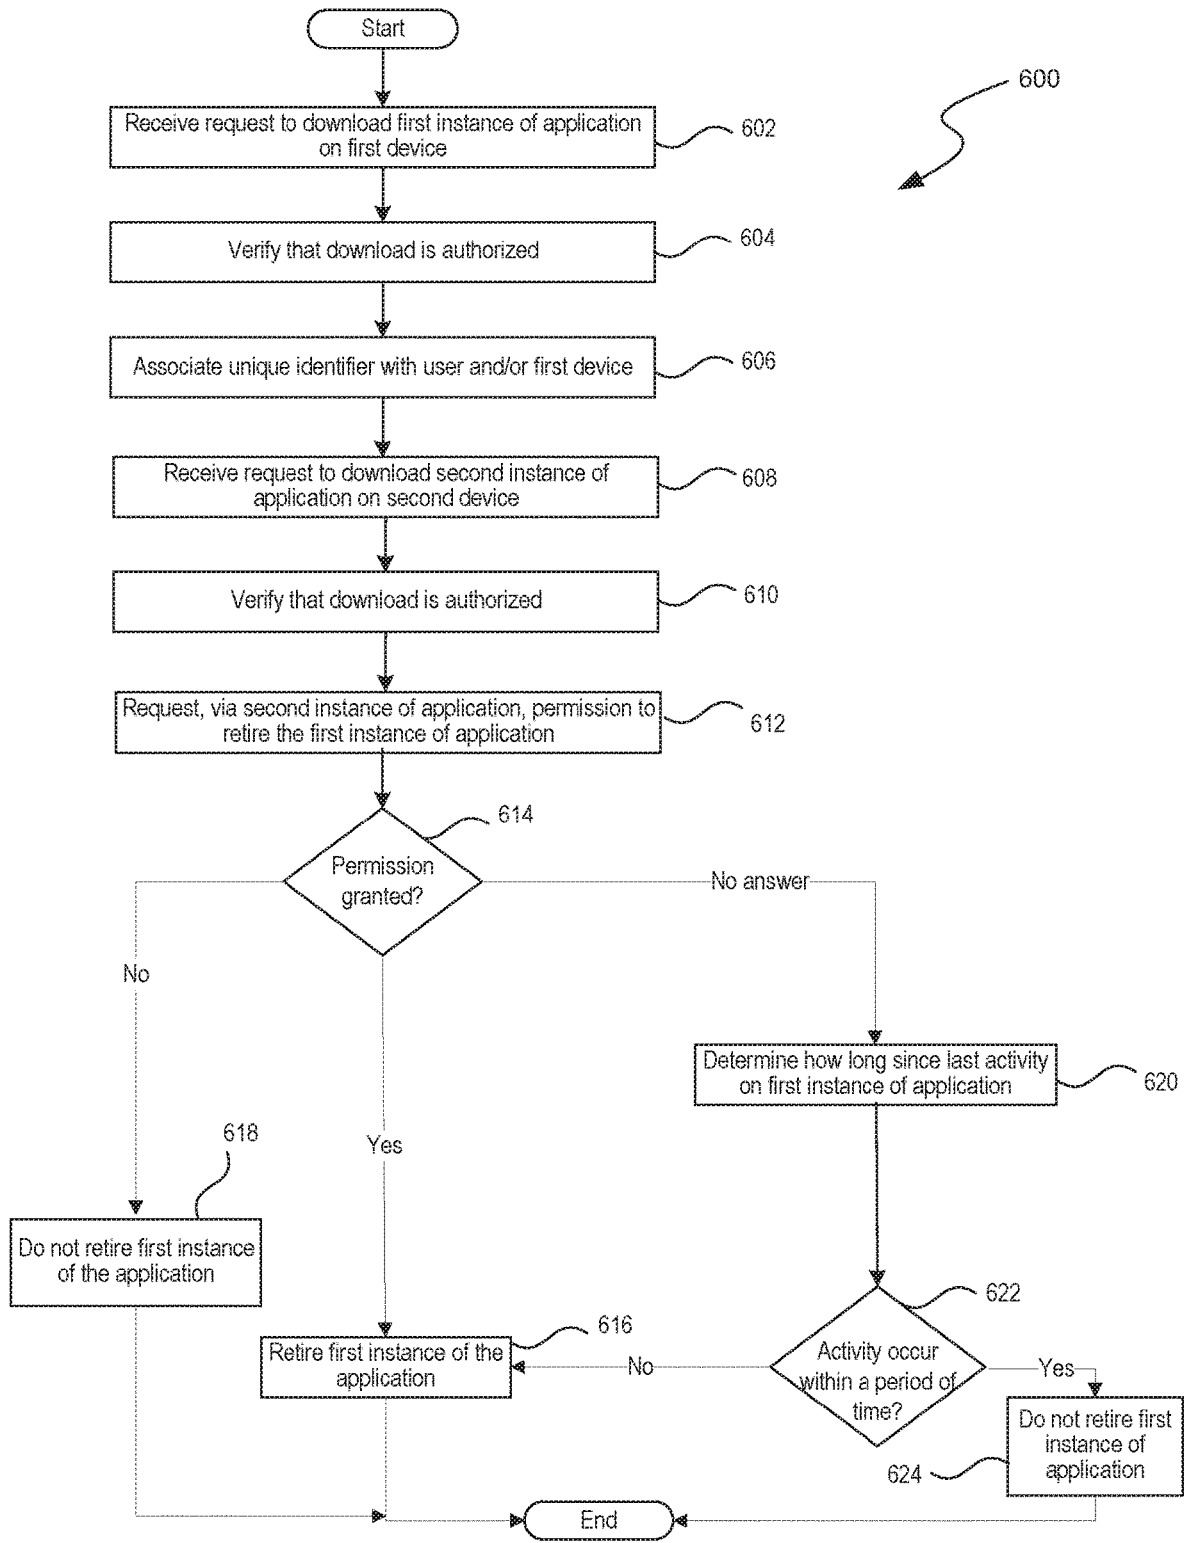 Start
600
Receive request to download first instance of application
on first device
602
Verify that download is authorized
604
Associate unique identifier with user and/or first device
606
Receive request to download second instance of
application on second device
608
Verify that download is authorized
610
Request, via second instance of application, permission to
retire the first instance of application
612
614
Permission
granted?
No answer
No
Determine how long since last activity
on first instance of application
620
Yes
618
Do not retire first instance
of the application
622
616
Retire first instance of the
application
No
Activity occur
within a period of
time?
Yes
Do not retire first
instance of
application
624
End